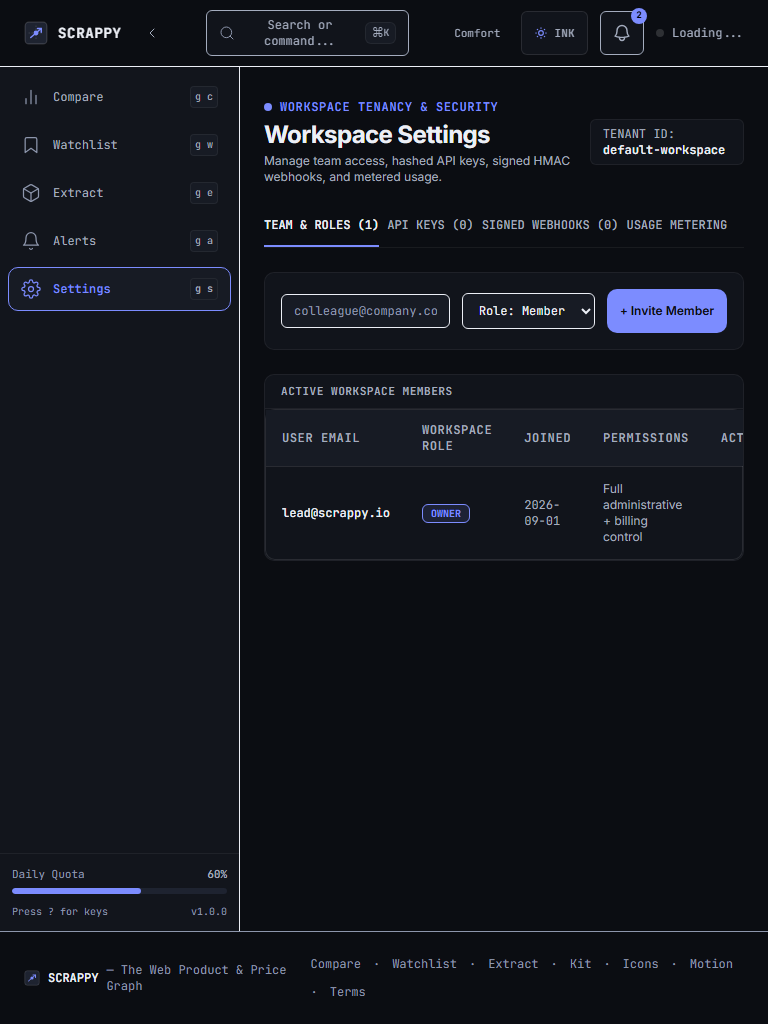 SCRAPPY
Search or
command...
⌘K
Comfort
INK
2
Loading...
Compare
g c
Watchlist
g w
Extract
g e
Alerts
g a
Settings
g s
WORKSPACE TENANCY & SECURITY
Workspace Settings
Manage team access, hashed API keys, signed HMAC
webhooks, and metered usage.
TENANT ID:
default-workspace
TEAM & ROLES (1) API KEYS (0) SIGNED WEBHOOKS (0) USAGE METERING
colleague@company.co
Role: Member
+ Invite Member
ACTIVE WORKSPACE MEMBERS
USER EMAIL
WORKSPACE
ROLE
JOINED
PERMISSIONS
ACT
lead@scrappy.io
OWNER
2026-
09-01
Full
administrative
+ billing
control
Daily Quota
60%
Press ? for keys
v1.0.0
SCRAPPY
— The Web Product & Price
Graph
Compare · Watchlist · Extract · Kit · Icons · Motion
· Terms